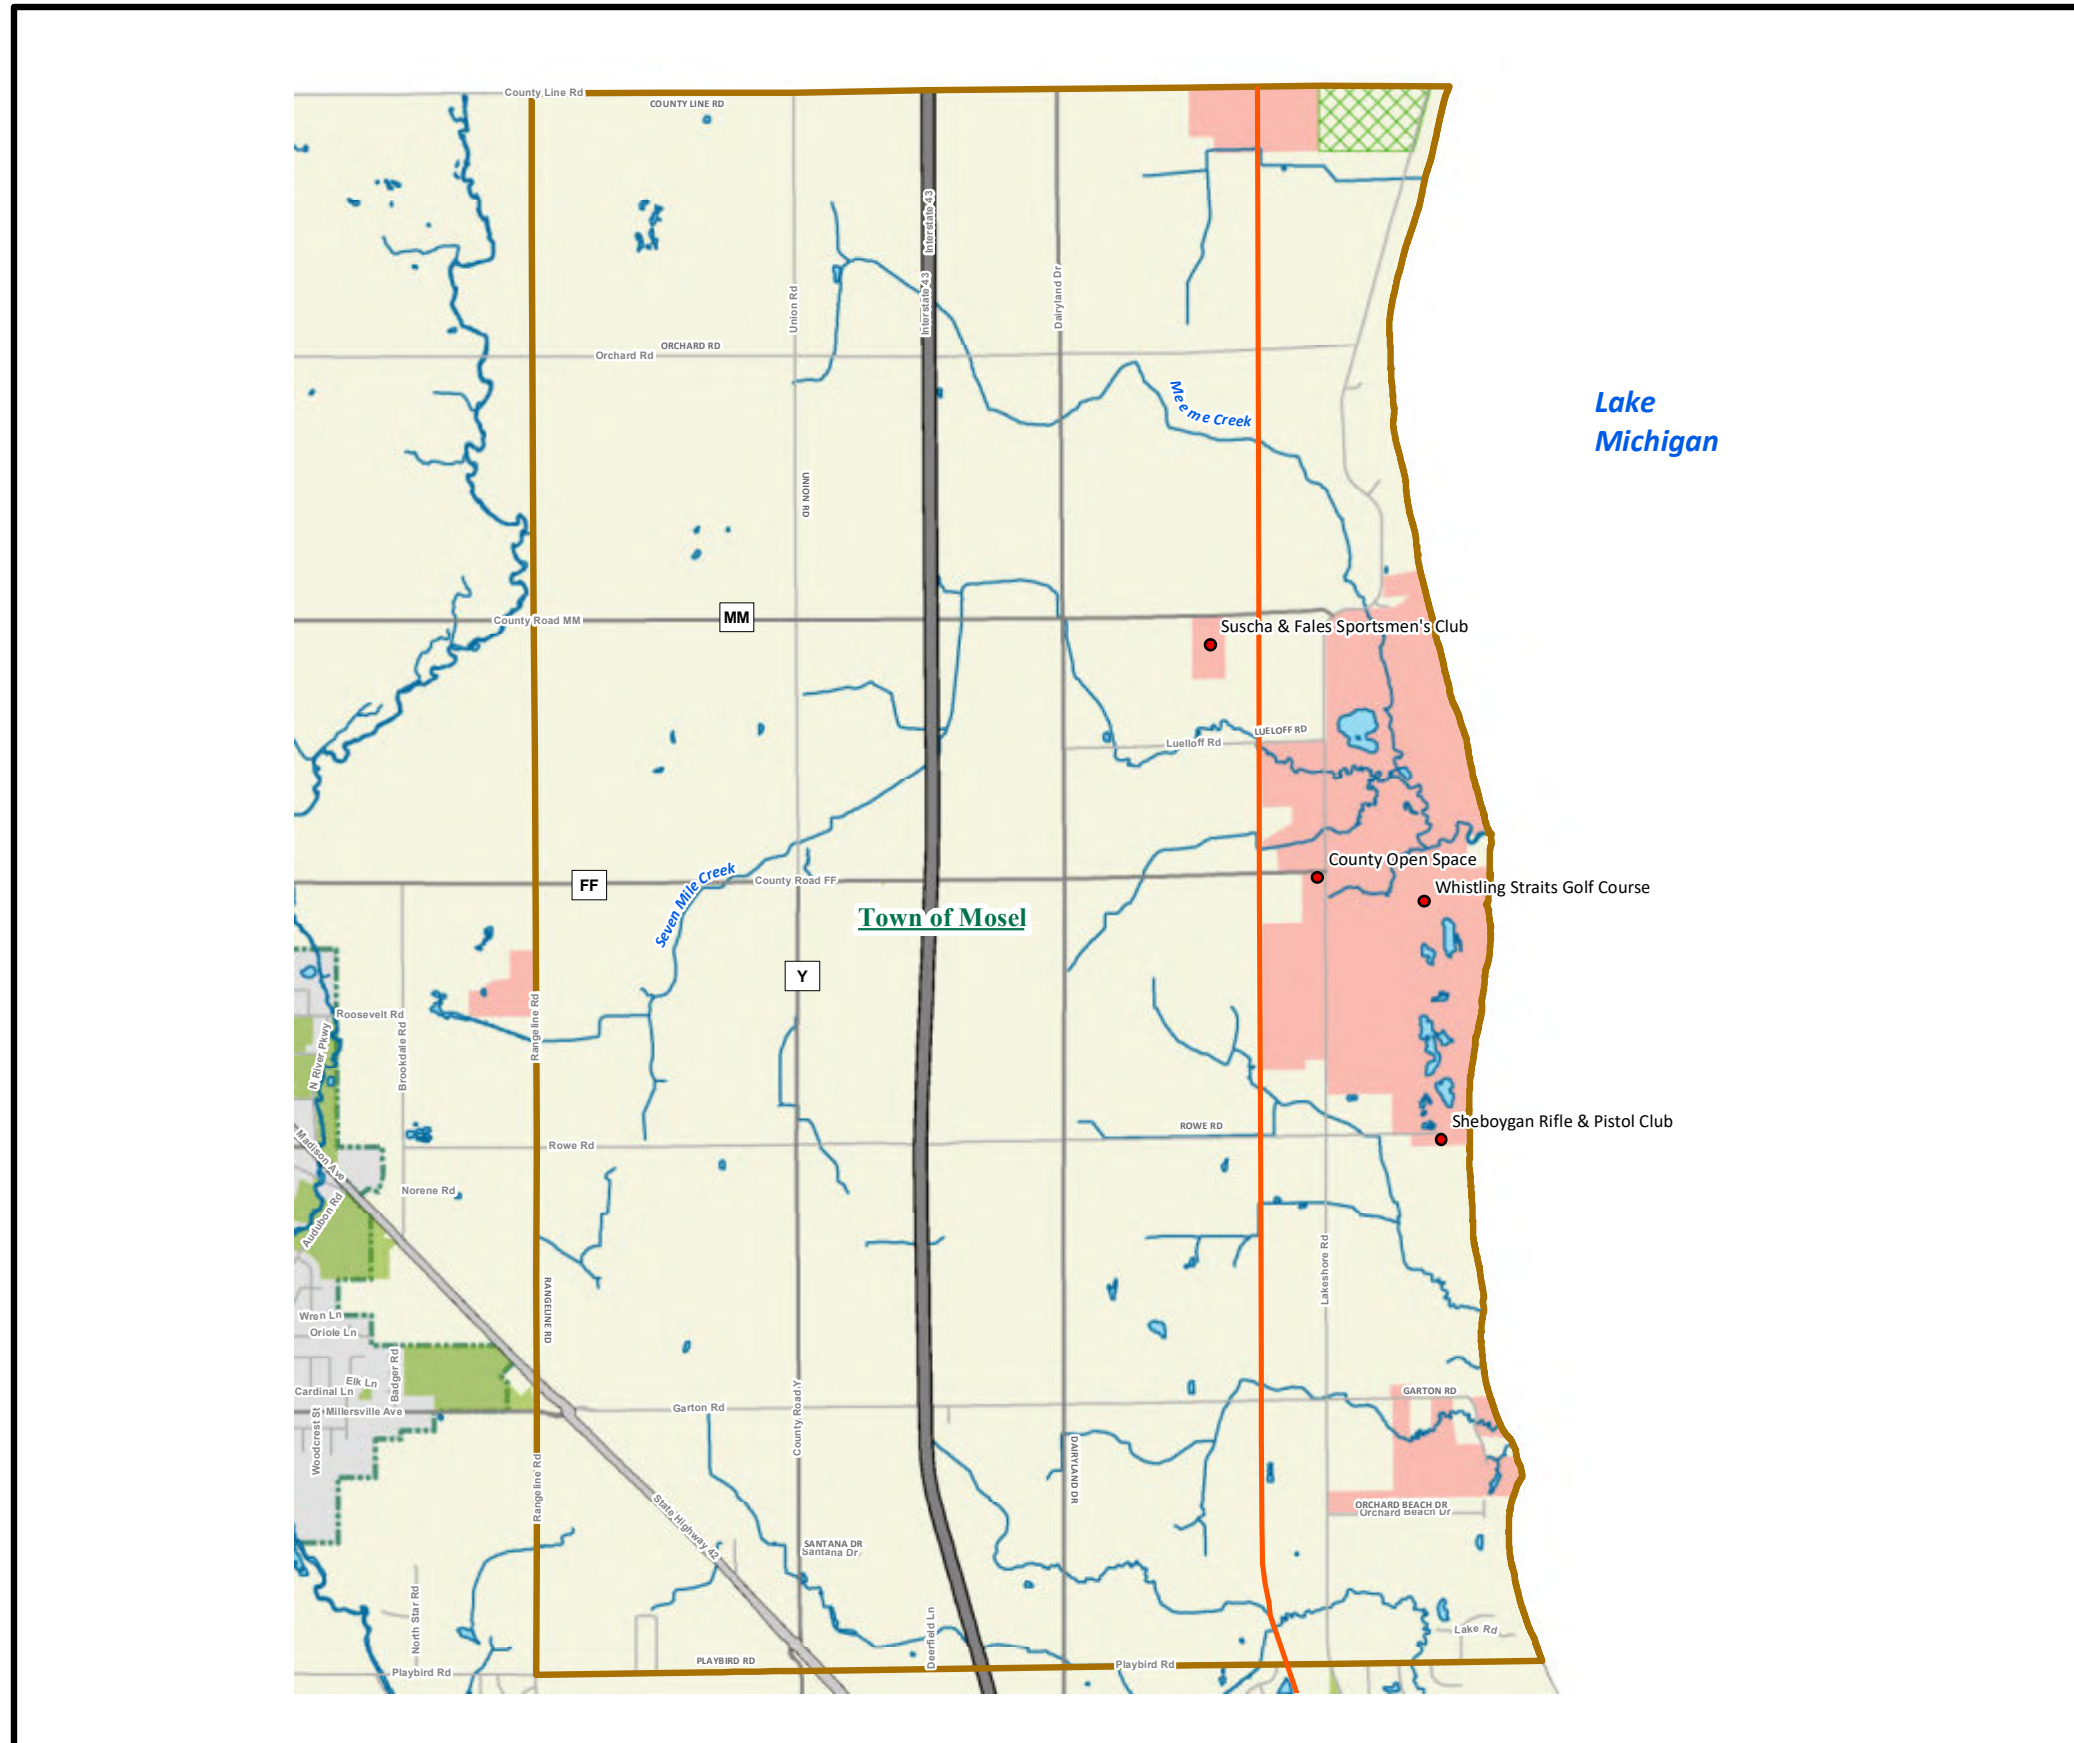 County Line Rd
COUNTY LINE RD
Interstate 43
Interstate 43
Union Rd
Dairyland Dr
Orchard Rd
ORCHARD RD
Meeme Creek
Lake
Michigan
UNION RD
County Road MM
MM
Suscha & Fales Sportsmen's Club
Luelloff Rd
LUELOFF RD
Seven Mile Creek
FF
County Road FF
County Open Space
Whistling Straits Golf Course
Town of Mosel
Y
Roosevelt Rd
N River Pkwy
Brookdale Rd
Rangeline Rd
Madison Ave
Rowe Rd
ROWE RD
Sheboygan Rifle & Pistol Club
Norene Rd
Audubon Rd
Lakeshore Rd
RANGELINE RD
Wren Ln
Oriole Ln
Badger Rd
Elk Ln
Cardinal Ln
Millersville Ave
Woodcrest St
Garton Rd
GARTON RD
County Road Y
DAIRYLAND DR
Rangeline Rd
State Highway 42
ORCHARD BEACH DR
Orchard Beach Dr
SANTANA DR
Santana Dr
North Star Rd
Deerfield Ln
Lake Rd
Playbird Rd
PLAYBIRD RD
Playbird Rd